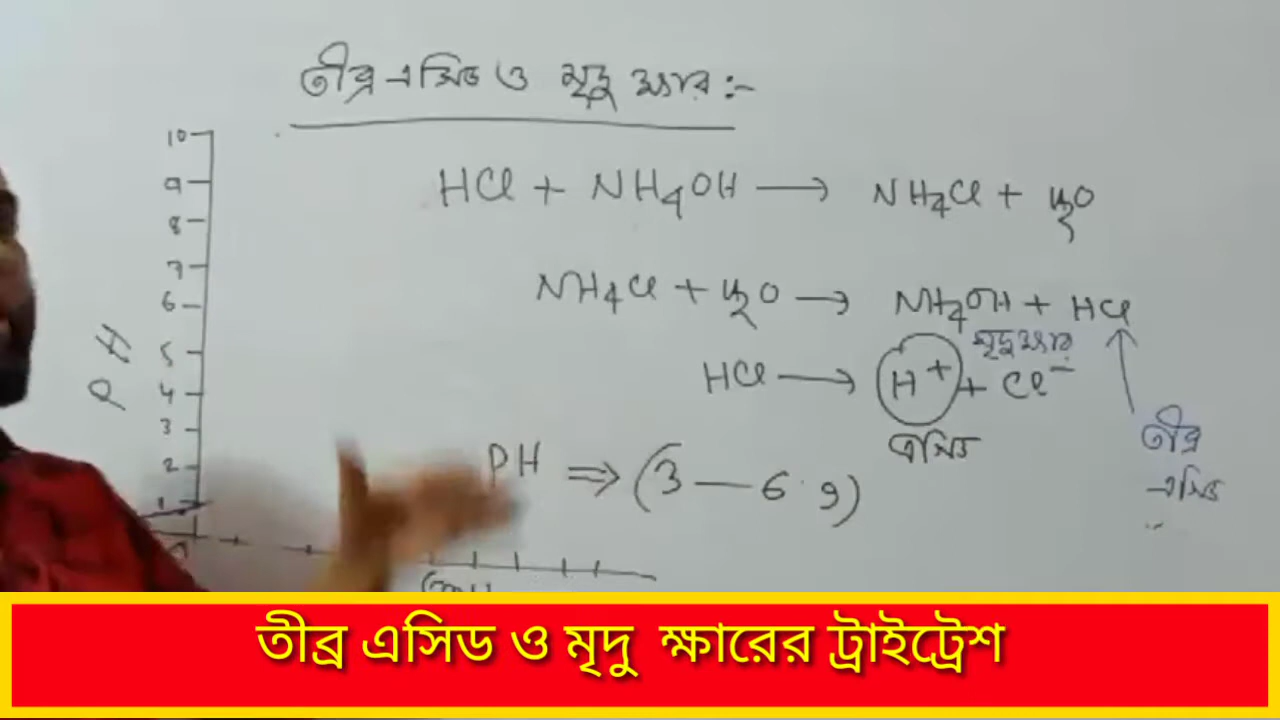 তীব্র এসিড ও মৃদু ক্ষার:-
HCl + NH4OH ⟶ NH4Cl + H2O
NH4Cl + H2O ⟶ NH4OH + HCl
মৃদু ক্ষার
HCl ⟶ H+ + Cl−
এসিড
তীব্র
এসিড
PH ⇒ (3 — 6.9)
10
9
8
7
6
5
4
3
2
1
PH
তীব্র এসিড ও মৃদু ক্ষারের ট্রাইট্রেশ